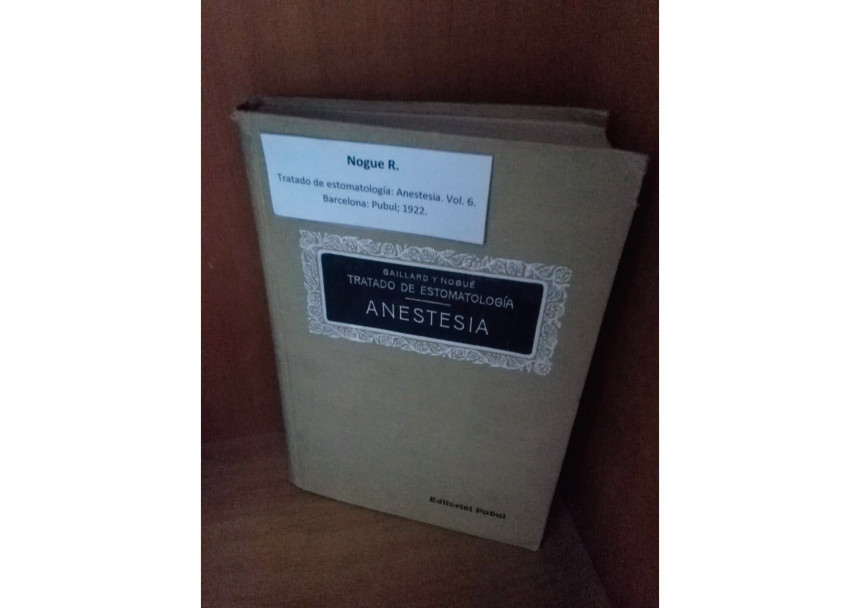 Nogue R.
Tratado de estomatología: Anestesia. Vol. 6.
Barcelona: Pubul; 1922.
GAILLARD Y NOGUÉ
TRATADO DE ESTOMATOLOGÍA
ANESTESIA
Editorial Pubul